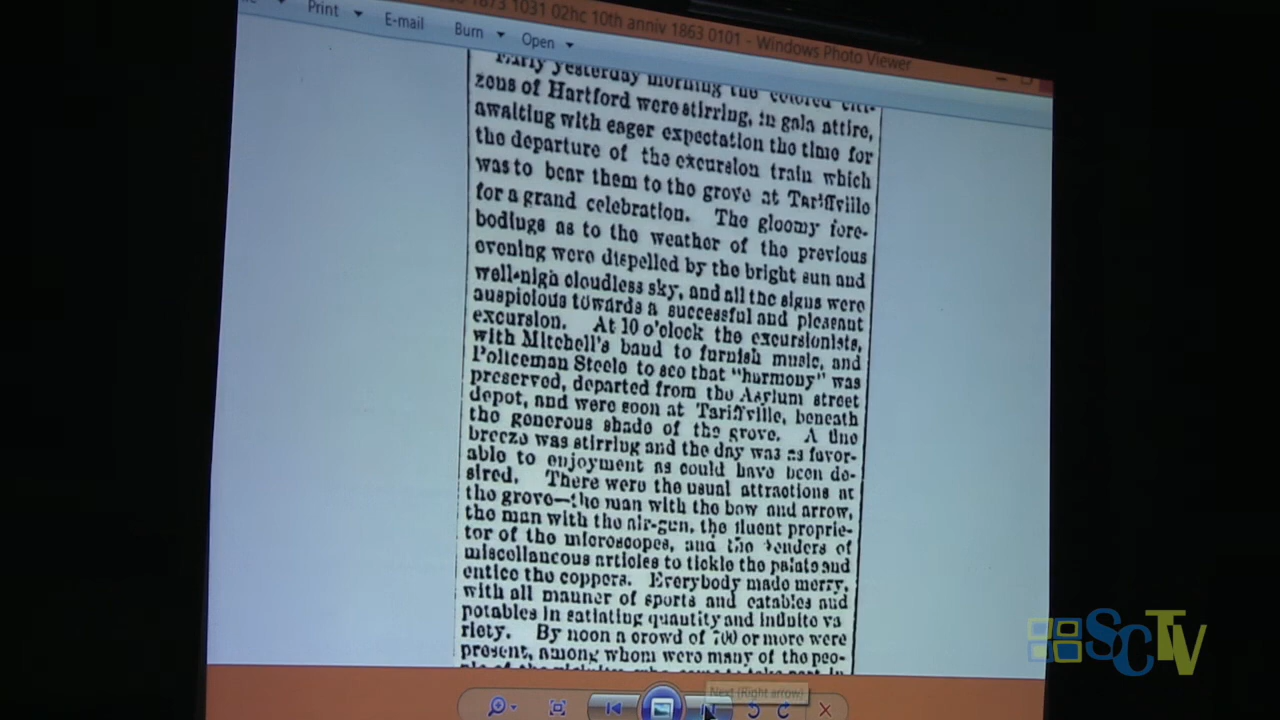 1873 1031 02hc 10th anniv 1863 0101 - Windows Photo Viewer
Print E-mail Burn Open
Early yesterday morning the colored citi-
zens of Hartford were stirring, in gala attire,
awaiting with eager expectation the time for
the departure of the excursion train which
was to bear them to the grove at Tariffville
for a grand celebration. The gloomy fore-
bodings as to the weather of the previous
evening were dispelled by the bright sun and
well-nigh cloudless sky, and all the signs were
auspicious towards a successful and pleasant
excursion. At 10 o'clock the excursionists,
with Mitchell's band to furnish music, and
Policeman Steele to see that "harmony" was
preserved, departed from the Asylum street
depot, and were soon at Tariffville, beneath
the generous shade of the grove. A fine
breeze was stirring and the day was as favor-
able to enjoyment as could have been de-
sired. There were the usual attractions at
the grove—the man with the bow and arrow,
the man with the air-gun, the fluent proprie-
tor of the microscopes, and the venders of
miscellaneous articles to tickle the palate and
entice the coppers. Everybody made merry,
with all manner of sports and eatables and
potables in satiating quantity and infinite va
riety. By noon a crowd of 700 or more were
present, among whom were many of the peo-
ple of the
Next (Right arrow)
SCTV